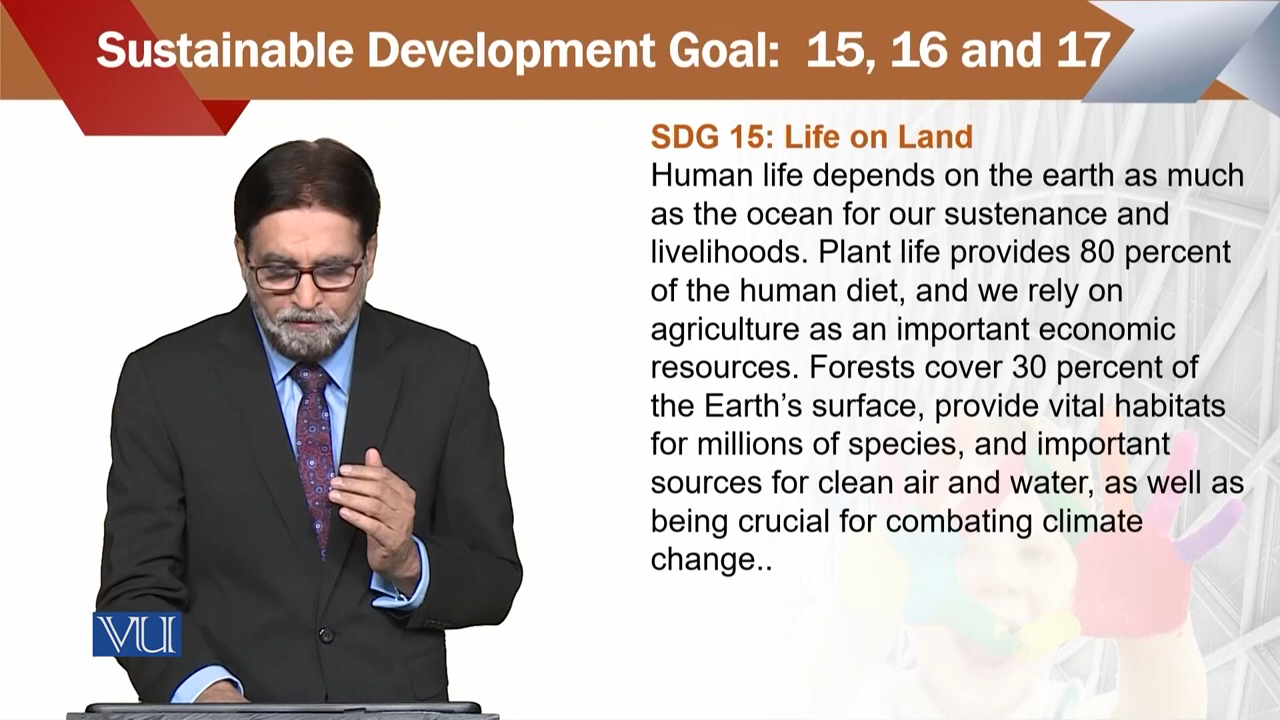 Sustainable Development Goal: 15, 16 and 17
SDG 15: Life on Land
Human life depends on the earth as much
as the ocean for our sustenance and
livelihoods. Plant life provides 80 percent
of the human diet, and we rely on
agriculture as an important economic
resources. Forests cover 30 percent of
the Earth’s surface, provide vital habitats
for millions of species, and important
sources for clean air and water, as well as
being crucial for combating climate
change..
VU